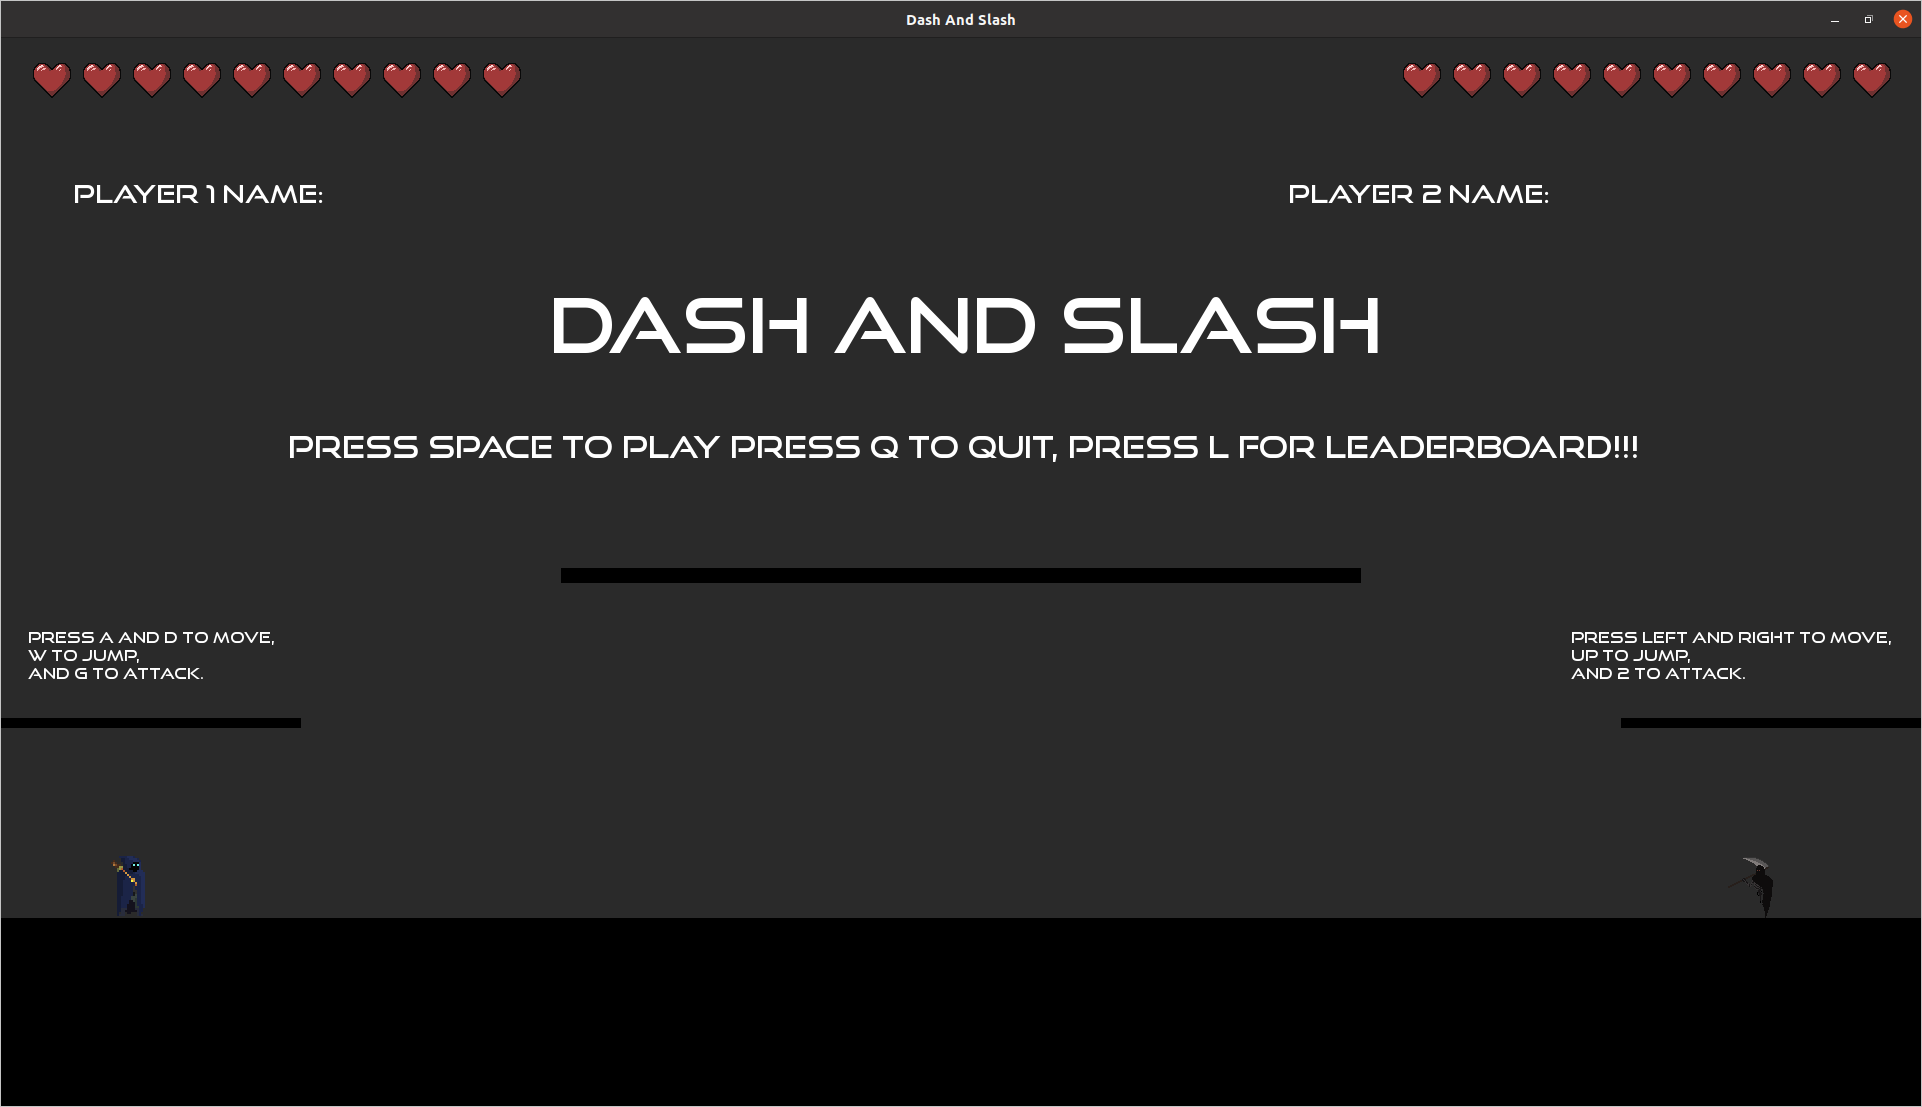 Dash And Slash
PLAYER 1 NAME:
PLAYER 2 NAME:
DASH AND SLASH
PRESS SPACE TO PLAY PRESS Q TO QUIT, PRESS L FOR LEADERBOARD!!!
PRESS A AND D TO MOVE,
W TO JUMP,
AND G TO ATTACK.
PRESS LEFT AND RIGHT TO MOVE,
UP TO JUMP,
AND 2 TO ATTACK.